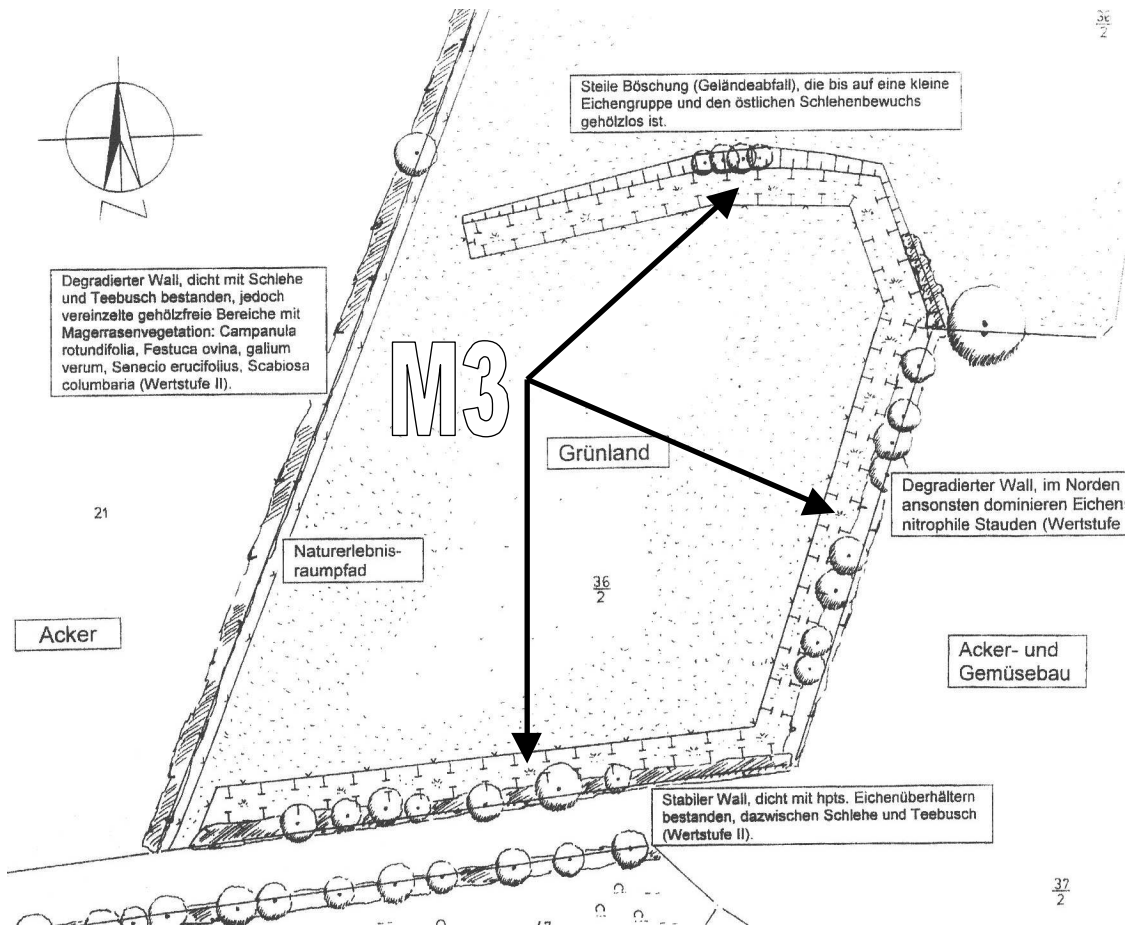 36
2
Steile Böschung (Geländeabfall), die bis auf eine kleine
Eichengruppe und den östlichen Schlehenbewuchs
gehölzlos ist.
Degradierter Wall, dicht mit Schlehe
und Teebusch bestanden, jedoch
vereinzelte gehölzfreie Bereiche mit
Magerrasenvegetation: Campanula
rotundifolia, Festuca ovina, galium
verum, Senecio erucifolius, Scabiosa
columbaria (Wertstufe II).
M3
Grünland
Degradierter Wall, im Norden
ansonsten dominieren Eichen
nitrophile Stauden (Wertstufe
21
Naturerlebnis-
raumpfad
36
2
Acker
Acker- und
Gemüsebau
Stabiler Wall, dicht mit hpts. Eichenüberhältern
bestanden, dazwischen Schlehe und Teebusch
(Wertstufe II).
37
2